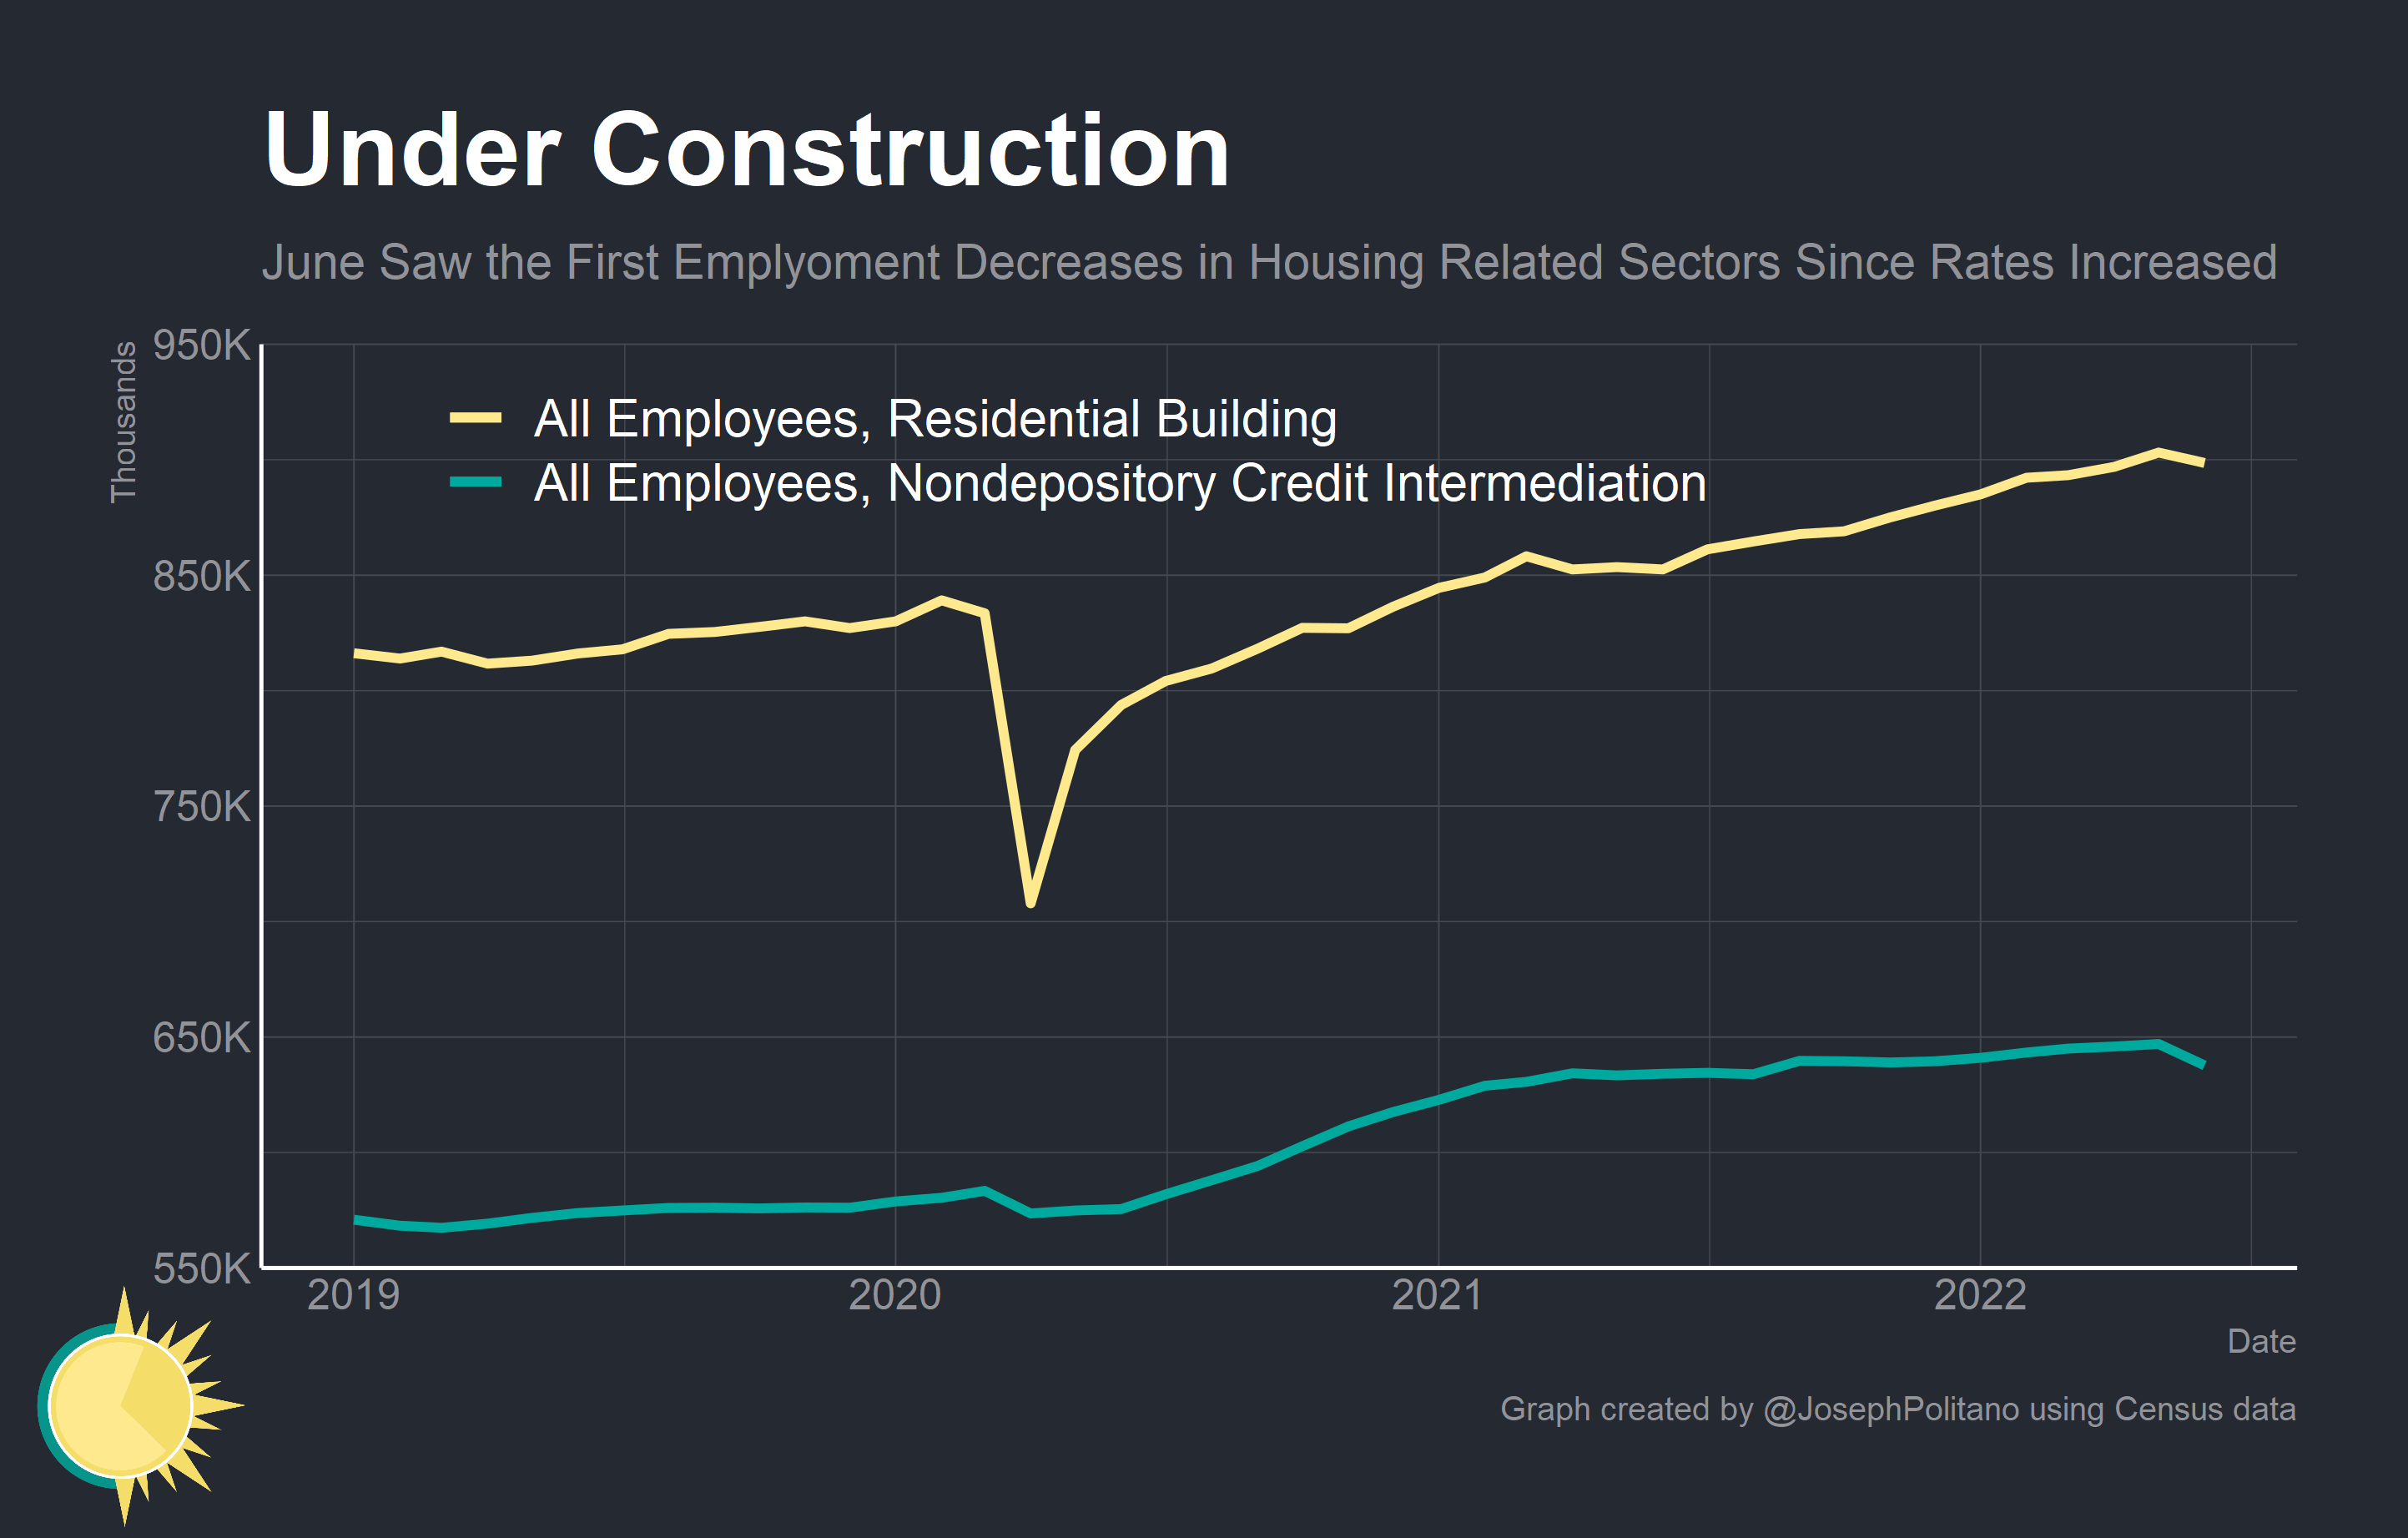 Under Construction
June Saw the First Emplyoment Decreases in Housing Related Sectors Since Rates Increased
Thousands
950K
850K
750K
650K
550K
All Employees, Residential Building
All Employees, Nondepository Credit Intermediation
2019
2020
2021
2022
Date
Graph created by @JosephPolitano using Census data